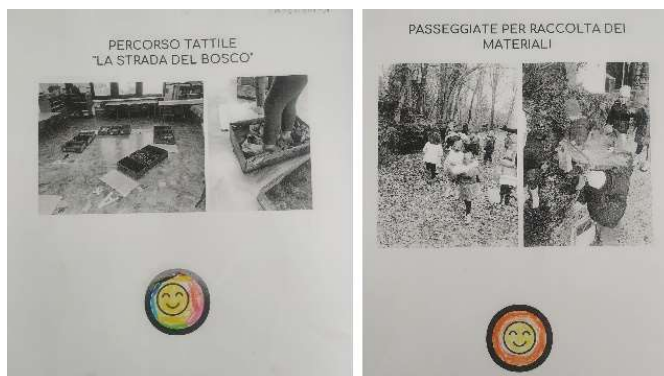 PERCORSO TATTILE
"LA STRADA DEL BOSCO"
PASSEGGIATE PER RACCOLTA DEI
MATERIALI